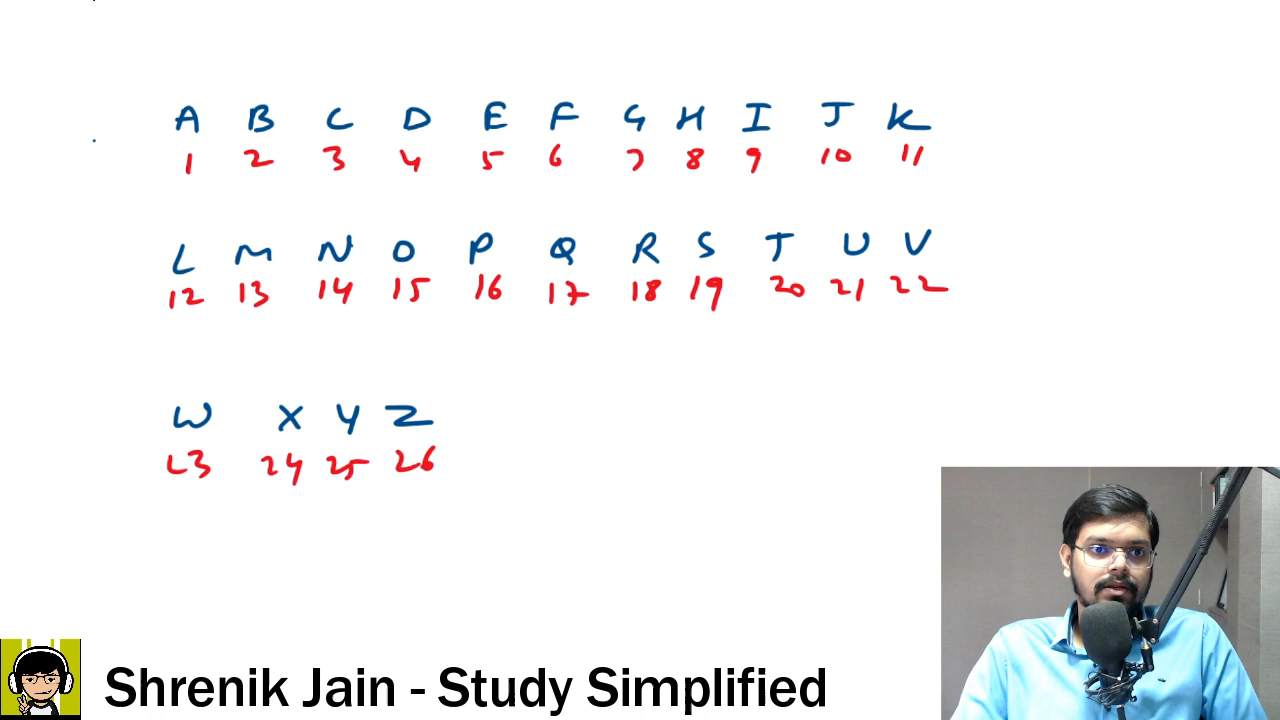 A B C D E F G H I J K
1 2 3 4 5 6 7 8 9 10 11
L M N O P Q R S T U V
12 13 14 15 16 17 18 19 20 21 22
W X Y Z
23 24 25 26
Shrenik Jain - Study Simplified